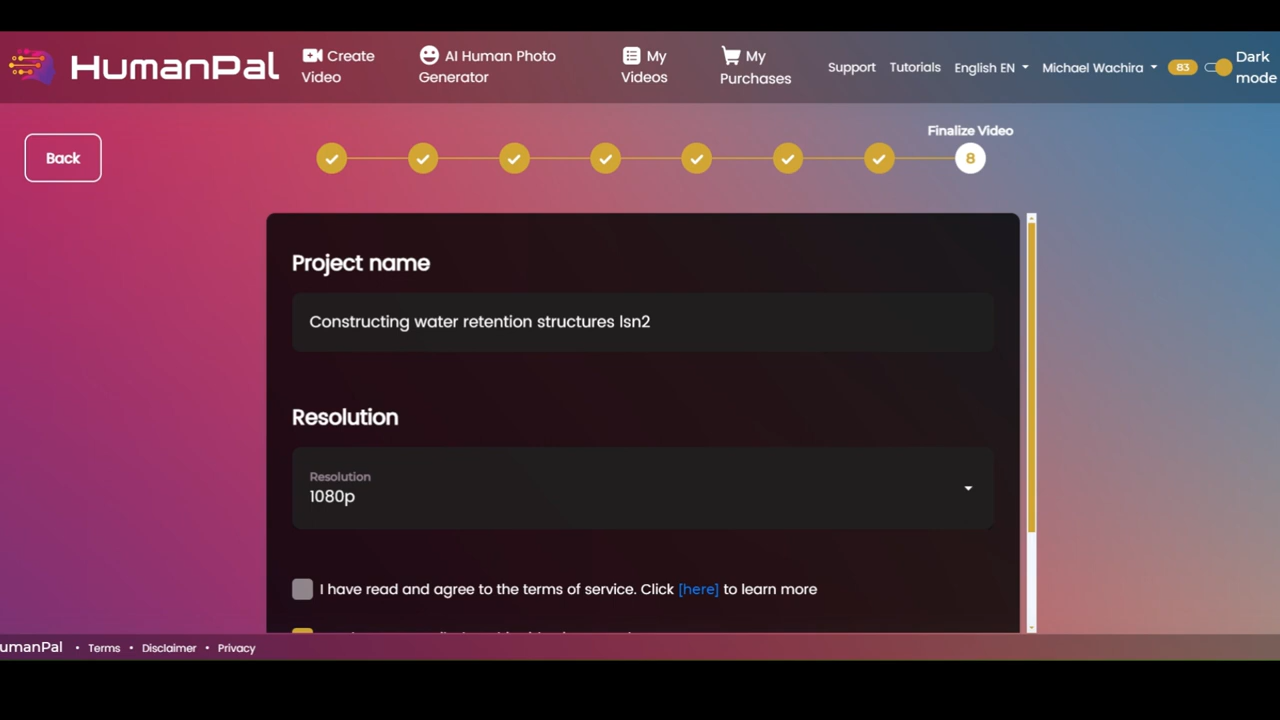 HumanPal
Create
Video
AI Human Photo
Generator
My
Videos
My
Purchases
Support
Tutorials
English EN
Michael Wachira
83
Dark
mode
Back
Finalize Video
8
Project name
Constructing water retention structures lsn2
Resolution
Resolution
1080p
I have read and agree to the terms of service. Click [here] to learn more
umanPal • Terms • Disclaimer • Privacy